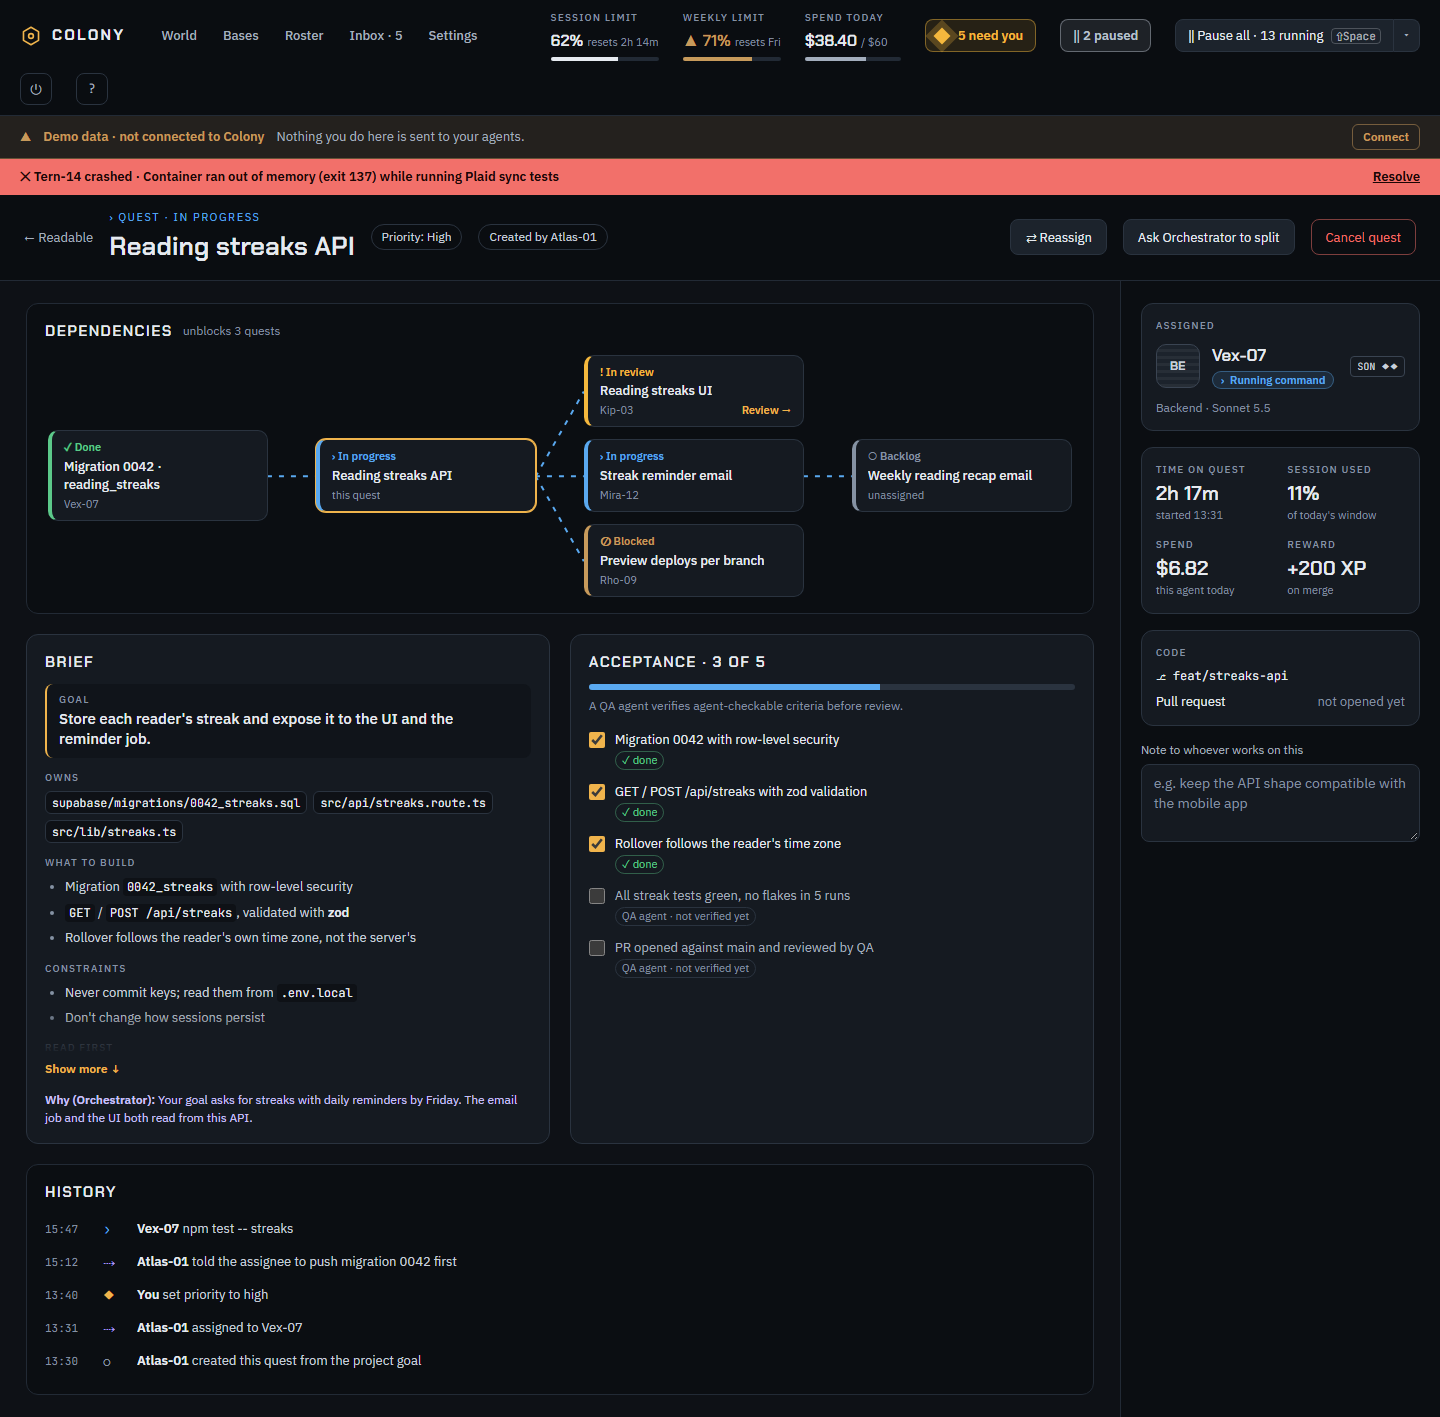 COLONY
World
Bases
Roster
Inbox · 5
Settings
SESSION LIMIT
62% resets 2h 14m
WEEKLY LIMIT
▲ 71% resets Fri
SPEND TODAY
$38.40 / $60
5 need you
|| 2 paused
|| Pause all · 13 running ⇧Space
?
▲ Demo data · not connected to Colony Nothing you do here is sent to your agents.
Connect
✕ Tern-14 crashed · Container ran out of memory (exit 137) while running Plaid sync tests
Resolve
← Readable
› QUEST · IN PROGRESS
Reading streaks API
Priority: High
Created by Atlas-01
⇄ Reassign
Ask Orchestrator to split
Cancel quest
DEPENDENCIES unblocks 3 quests
✓ Done
Migration 0042 ·
reading_streaks
Vex-07
› In progress
Reading streaks API
this quest
! In review
Reading streaks UI
Kip-03
Review →
› In progress
Streak reminder email
Mira-12
Blocked
Preview deploys per branch
Rho-09
○ Backlog
Weekly reading recap email
unassigned
BRIEF
GOAL
Store each reader's streak and expose it to the UI and the
reminder job.
OWNS
supabase/migrations/0042_streaks.sql
src/api/streaks.route.ts
src/lib/streaks.ts
WHAT TO BUILD
• Migration 0042_streaks with row-level security
• GET / POST /api/streaks, validated with zod
• Rollover follows the reader's own time zone, not the server's
CONSTRAINTS
• Never commit keys; read them from .env.local
• Don't change how sessions persist
READ FIRST
Show more ↓
Why (Orchestrator): Your goal asks for streaks with daily reminders by Friday. The email
job and the UI both read from this API.
ACCEPTANCE · 3 OF 5
A QA agent verifies agent-checkable criteria before review.
Migration 0042 with row-level security
✓ done
GET / POST /api/streaks with zod validation
✓ done
Rollover follows the reader's time zone
✓ done
All streak tests green, no flakes in 5 runs
QA agent · not verified yet
PR opened against main and reviewed by QA
QA agent · not verified yet
HISTORY
15:47 › Vex-07 npm test -- streaks
15:12 ⇢ Atlas-01 told the assignee to push migration 0042 first
13:40 ◆ You set priority to high
13:31 ⇢ Atlas-01 assigned to Vex-07
13:30 ○ Atlas-01 created this quest from the project goal
ASSIGNED
BE
Vex-07
› Running command
SON ◆◆
Backend · Sonnet 5.5
TIME ON QUEST
2h 17m
started 13:31
SESSION USED
11%
of today's window
SPEND
$6.82
this agent today
REWARD
+200 XP
on merge
CODE
feat/streaks-api
Pull request
not opened yet
Note to whoever works on this
e.g. keep the API shape compatible with
the mobile app